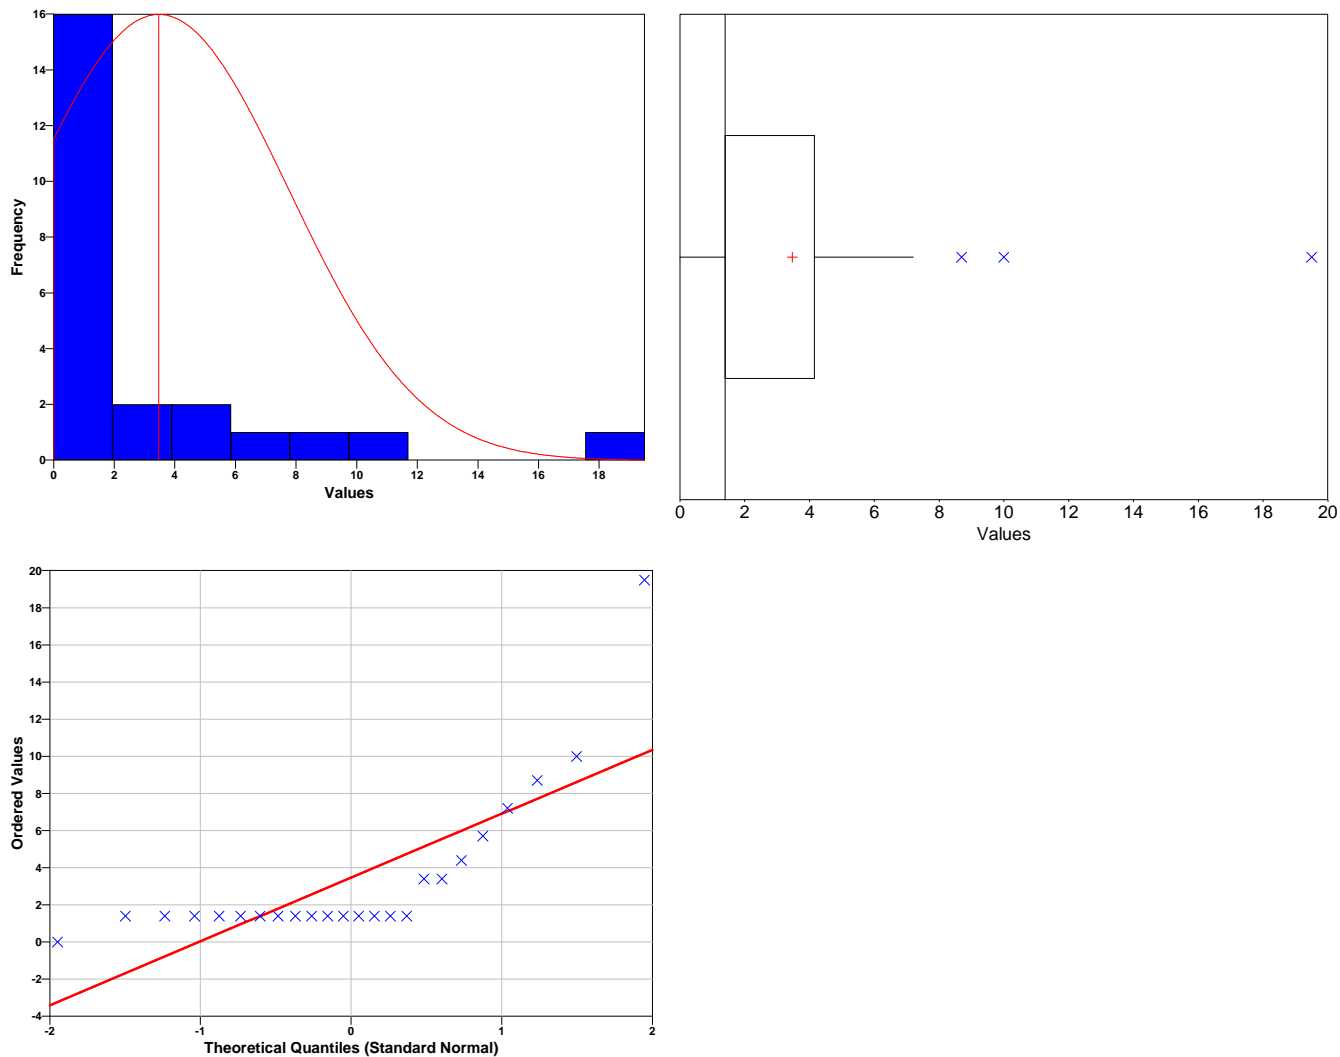 16
14
12
10
8
6
4
2
0
Frequency
0 2 4 6 8 10 12 14 16 18
Values
0 2 4 6 8 10 12 14 16 18 20
Values
20
18
16
14
12
10
8
6
4
2
0
-2
-4
Ordered Values
-2 -1 0 1 2
Theoretical Quantiles (Standard Normal)